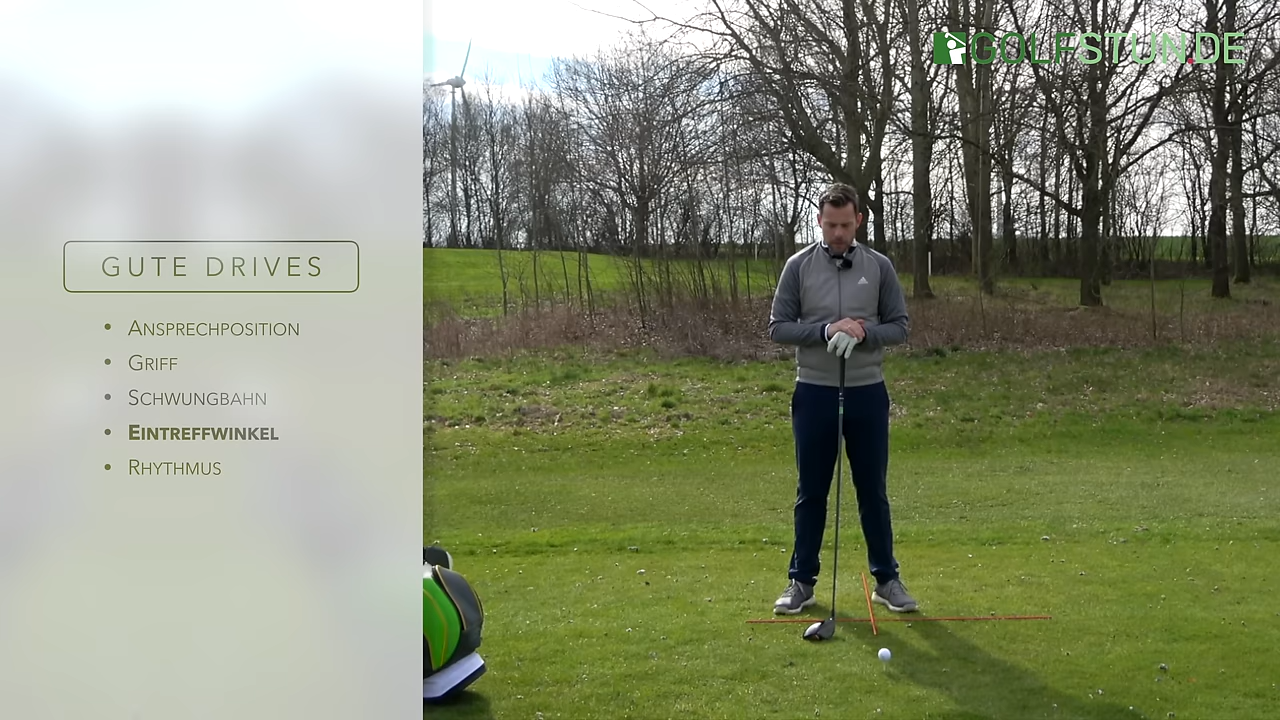 GOLFSTUN.DE
GUTE DRIVES
• ANSPRECHPOSITION
• GRIFF
• SCHWUNGBAHN
• EINTREFFWINKEL
• RHYTHMUS